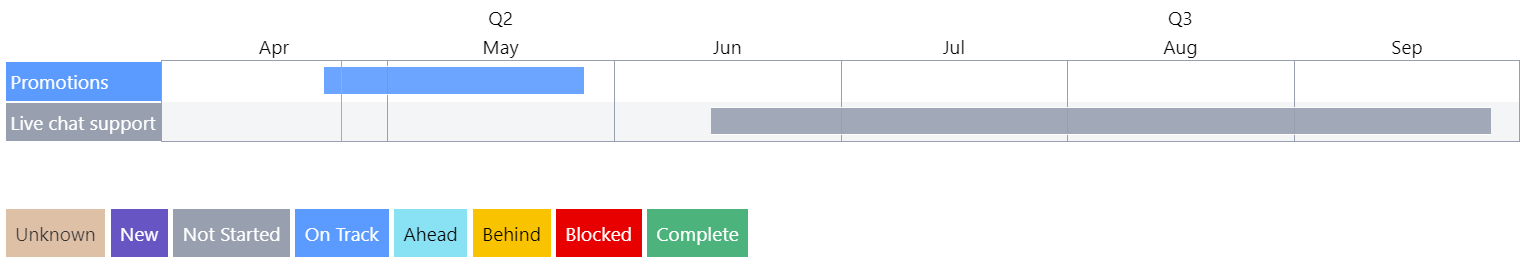 Q2 Q3
Apr May Jun Jul Aug Sep
Promotions
Live chat support
Unknown New Not Started On Track Ahead Behind Blocked Complete